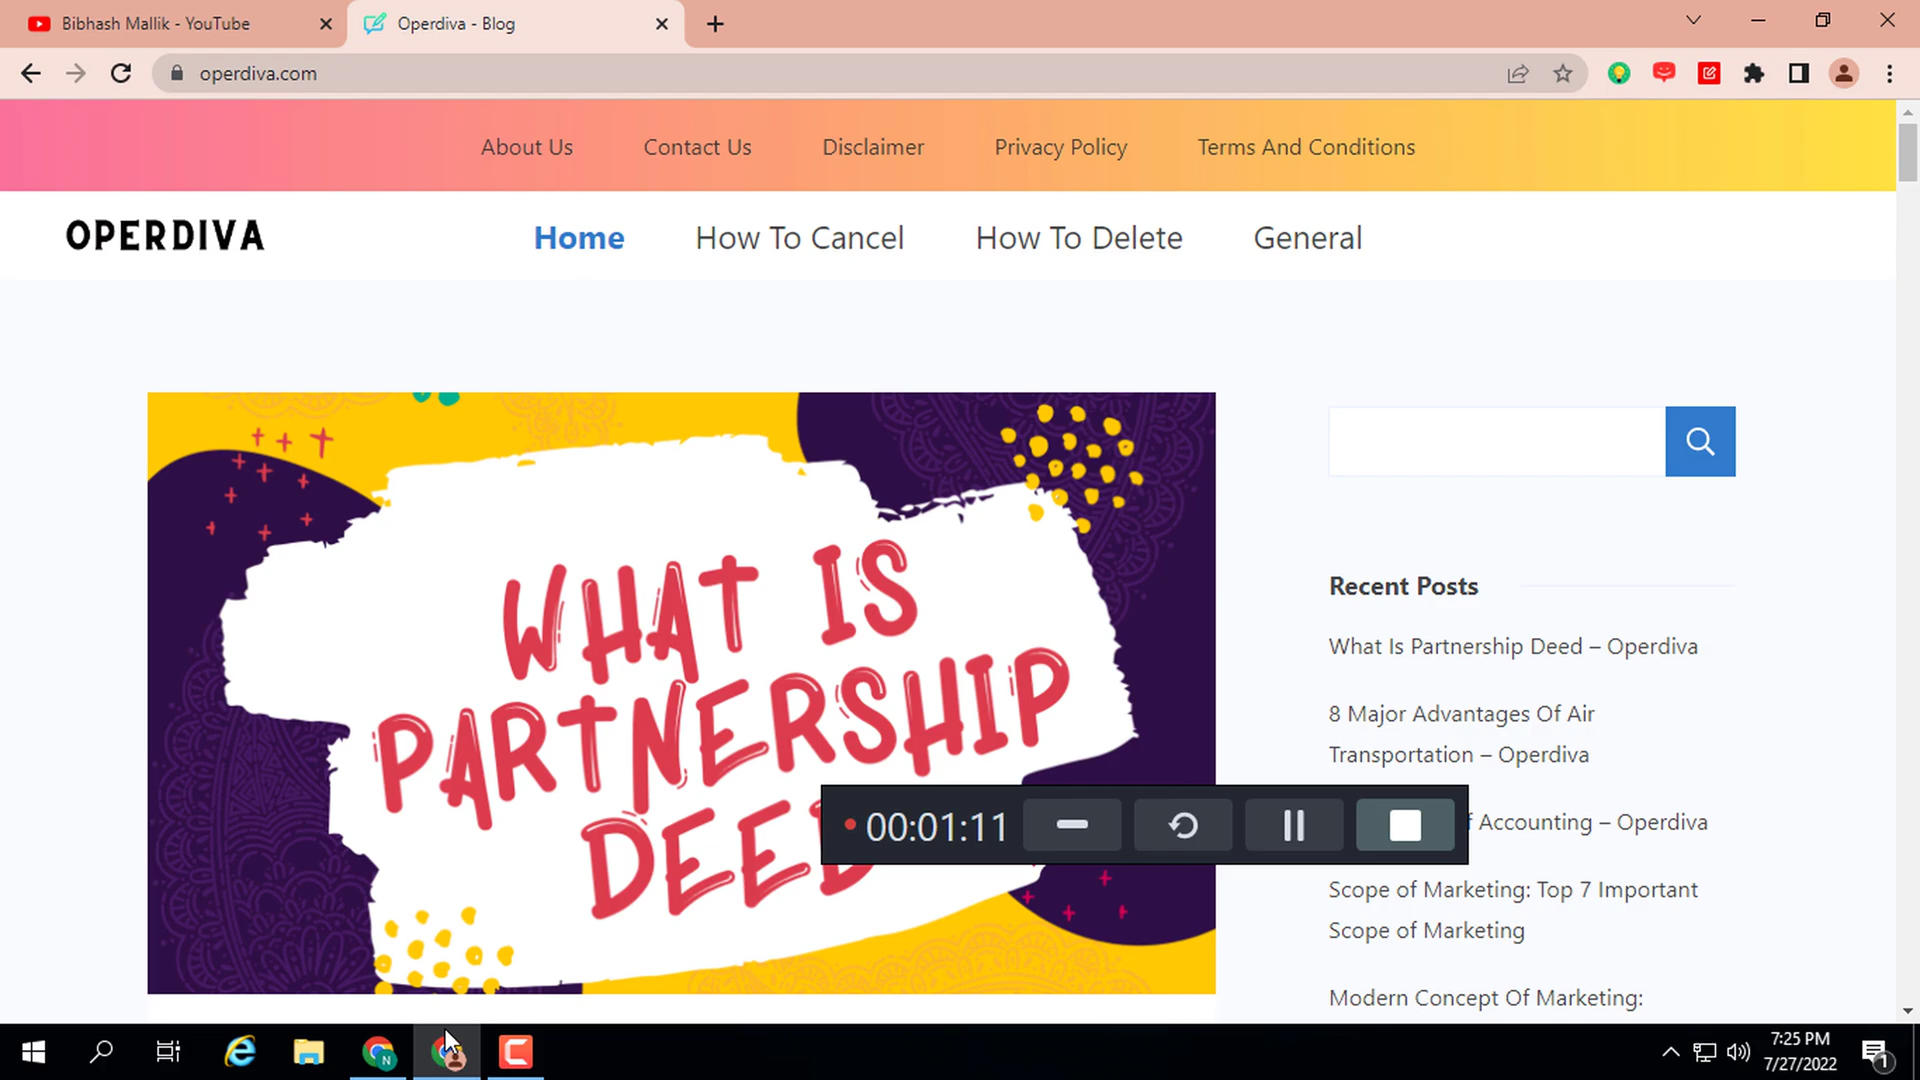 Bibhash Mallik - YouTube
Operdiva - Blog
operdiva.com
About Us
Contact Us
Disclaimer
Privacy Policy
Terms And Conditions
OPERDIVA
Home
How To Cancel
How To Delete
General
WHAT IS
PARTNERSHIP
Recent Posts
What Is Partnership Deed – Operdiva
8 Major Advantages Of Air
Transportation – Operdiva
00:01:11
Accounting – Operdiva
Scope of Marketing: Top 7 Important
Scope of Marketing
Modern Concept Of Marketing:
N
7:25 PM
7/27/2022
1